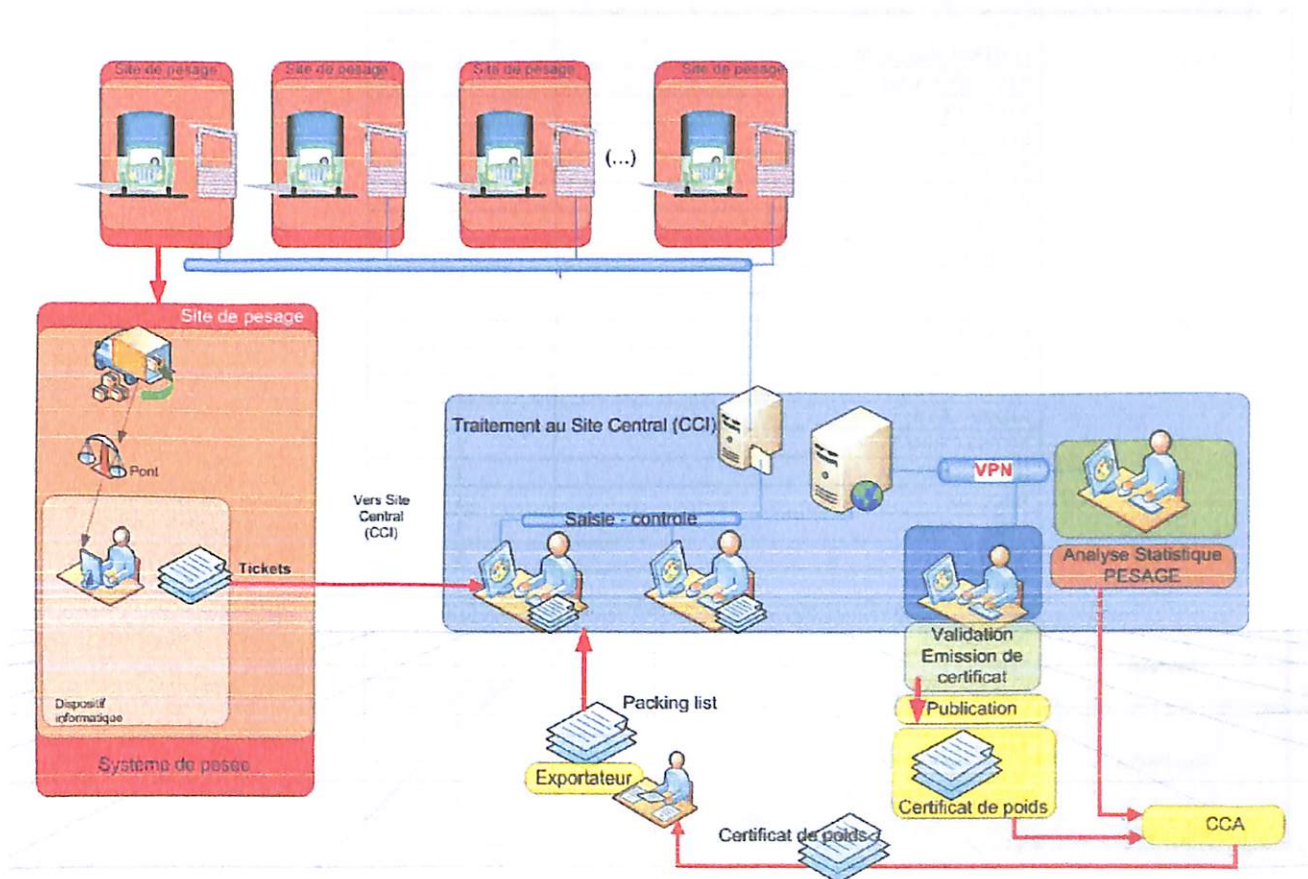 Site de pesage
Site de pesage
Site de pesage
Site de pesage
(...)
Site de pesage
Pont
Tickets
Dispositif
informatique
Système de pesee
Vers Site
Central
(CCI)
Traitement au Site Central (CCI)
Saisie - controle
VPN
Analyse Statistique
PESAGE
Validation
Emission de
certificat
Publication
Certificat de poids
Packing list
Exportateur
Certificat de poids
CCA